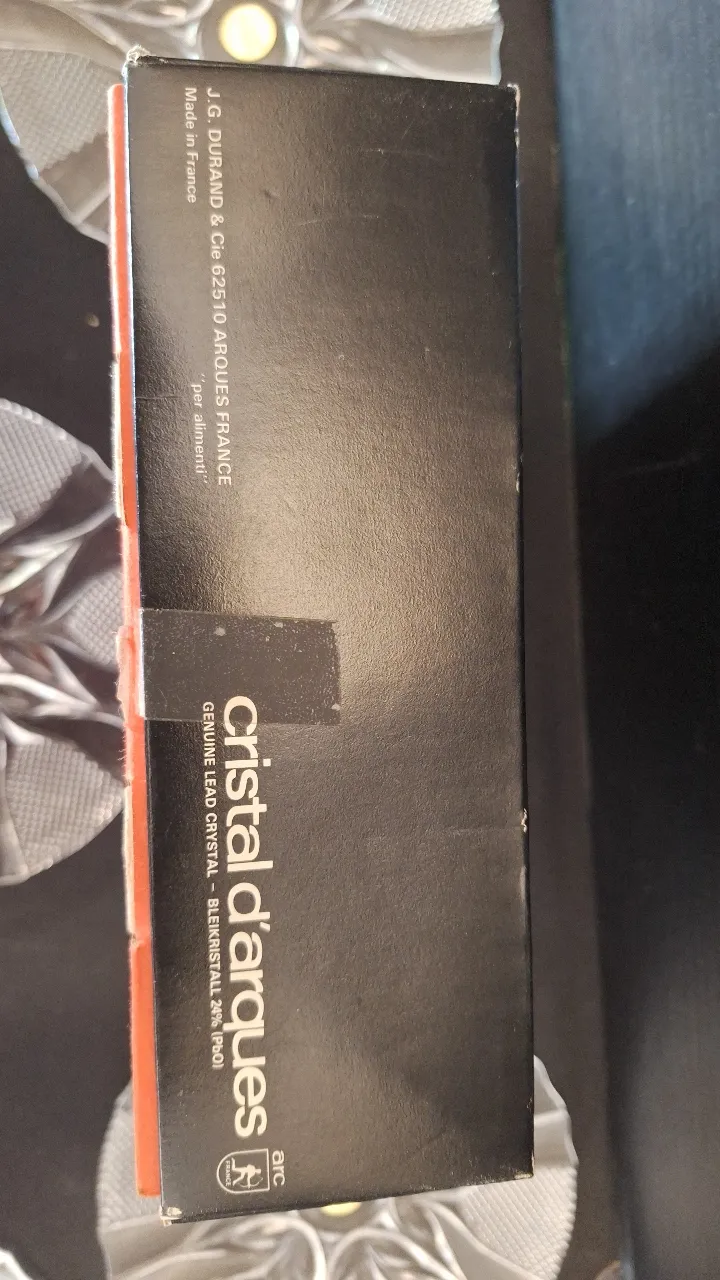 J.G. DURAND & Cie 62510 ARQUES FRANCE
Made in France
"per alimenti"
arc
cristal d'arques
GENUINE LEAD CRYSTAL – BLEIKRISTALL 24% (PbO)
FRANCE